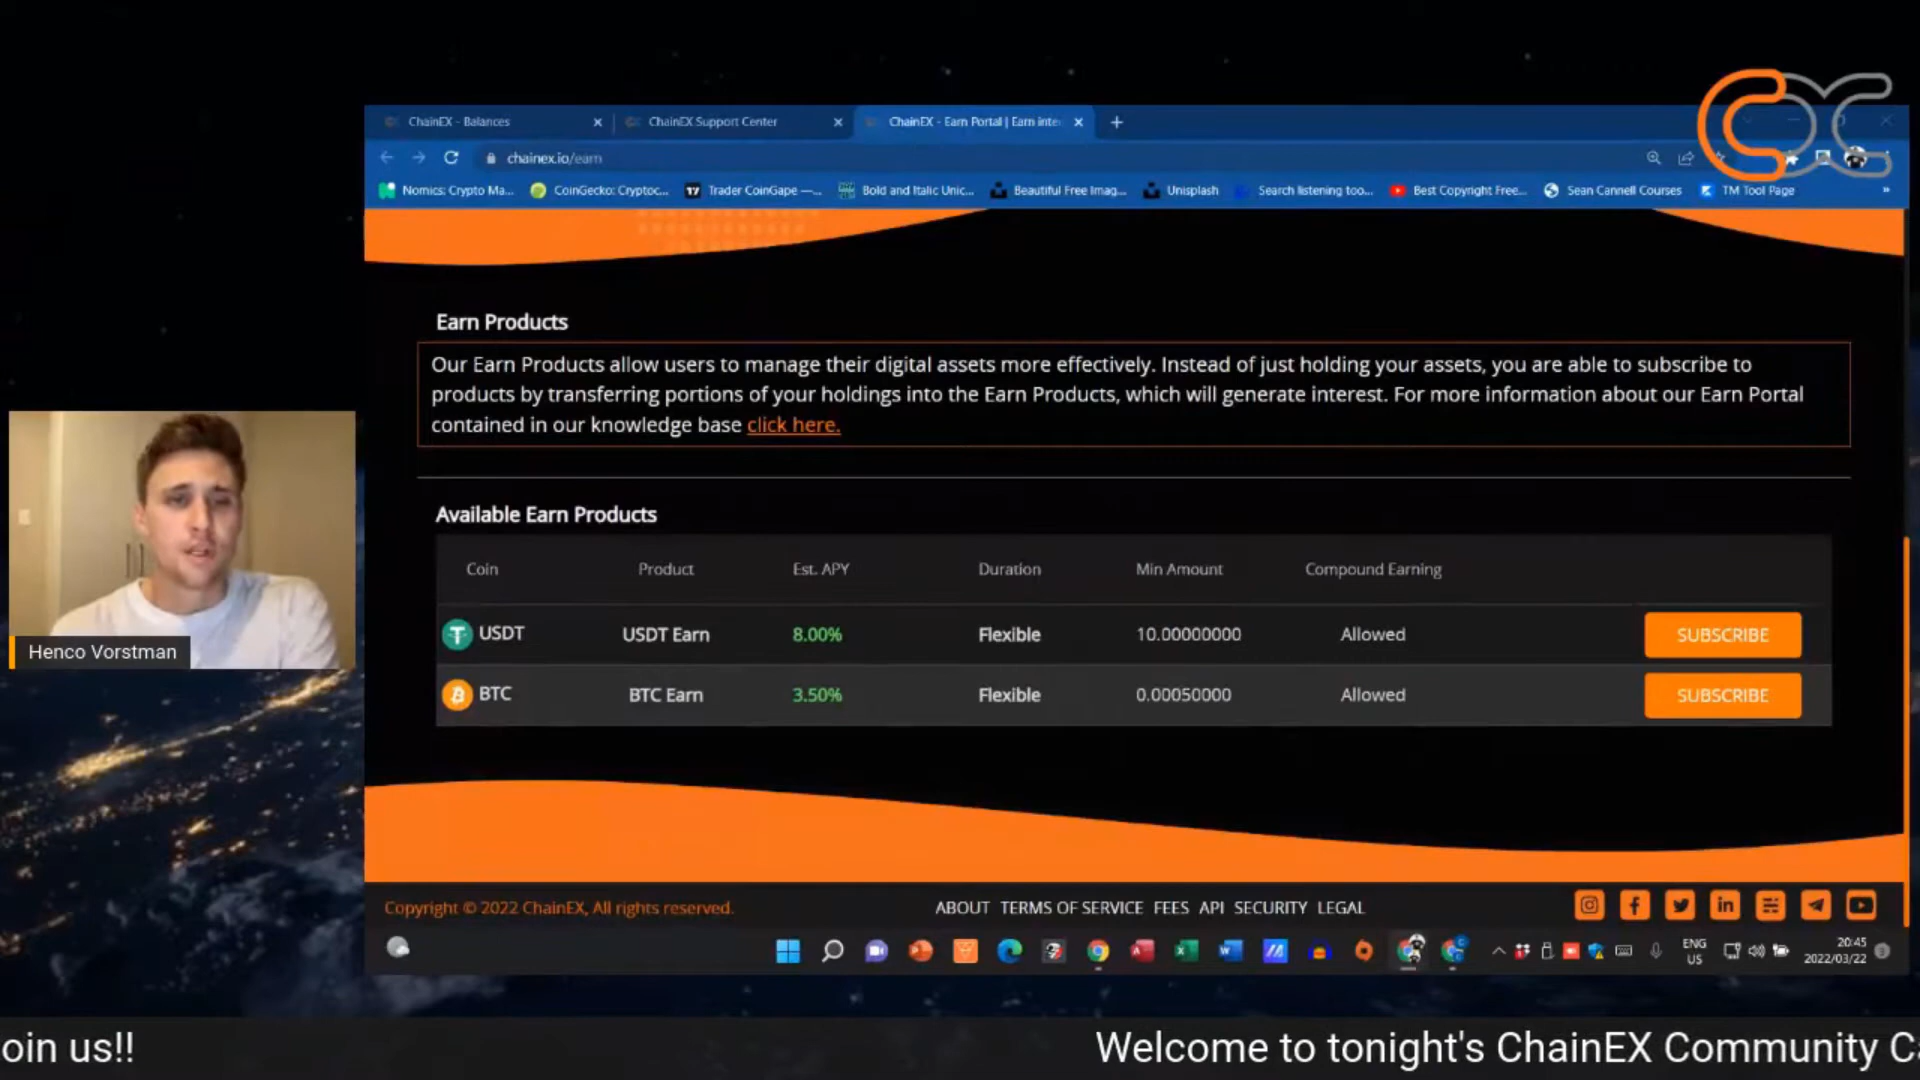 ChainEX - Balances
ChainEX Support Center
ChainEX - Earn Portal | Earn inte
chainex.io/earn
Nomics: Crypto Ma...
CoinGecko: Cryptoc...
Trader CoinGape —...
Bold and Italic Unic...
Beautiful Free Imag...
Unisplash
Search listening too...
Best Copyright Free...
Sean Cannell Courses
TM Tool Page
Earn Products
Our Earn Products allow users to manage their digital assets more effectively. Instead of just holding your assets, you are able to subscribe to
products by transferring portions of your holdings into the Earn Products, which will generate interest. For more information about our Earn Portal
contained in our knowledge base click here.
Available Earn Products
Coin Product Est. APY Duration Min Amount Compound Earning
USDT USDT Earn 8.00% Flexible 10.00000000 Allowed SUBSCRIBE
BTC BTC Earn 3.50% Flexible 0.00050000 Allowed SUBSCRIBE
Henco Vorstman
Copyright © 2022 ChainEX, All rights reserved.
ABOUT TERMS OF SERVICE FEES API SECURITY LEGAL
ENG
US
20:45
2022/03/22
oin us!!
Welcome to tonight's ChainEX Community C